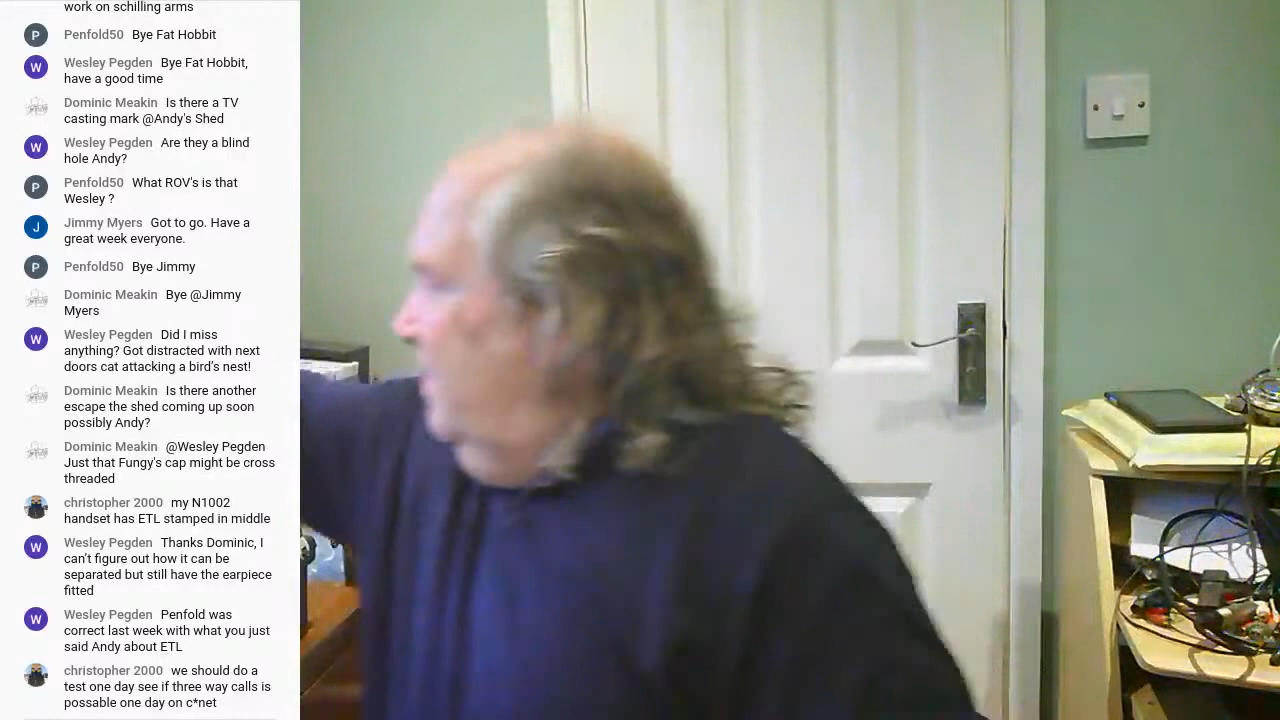 work on schilling arms
Penfold50 Bye Fat Hobbit
Wesley Pegden Bye Fat Hobbit,
have a good time
Dominic Meakin Is there a TV
casting mark @Andy's Shed
Wesley Pegden Are they a blind
hole Andy?
Penfold50 What ROV's is that
Wesley ?
Jimmy Myers Got to go. Have a
great week everyone.
Penfold50 Bye Jimmy
Dominic Meakin Bye @Jimmy
Myers
Wesley Pegden Did I miss
anything? Got distracted with next
doors cat attacking a bird's nest!
Dominic Meakin Is there another
escape the shed coming up soon
possibly Andy?
Dominic Meakin @Wesley Pegden
Just that Fungy's cap might be cross
threaded
christopher 2000 my N1002
handset has ETL stamped in middle
Wesley Pegden Thanks Dominic, I
can't figure out how it can be
separated but still have the earpiece
fitted
Wesley Pegden Penfold was
correct last week with what you just
said Andy about ETL
christopher 2000 we should do a
test one day see if three way calls is
possable one day on c*net